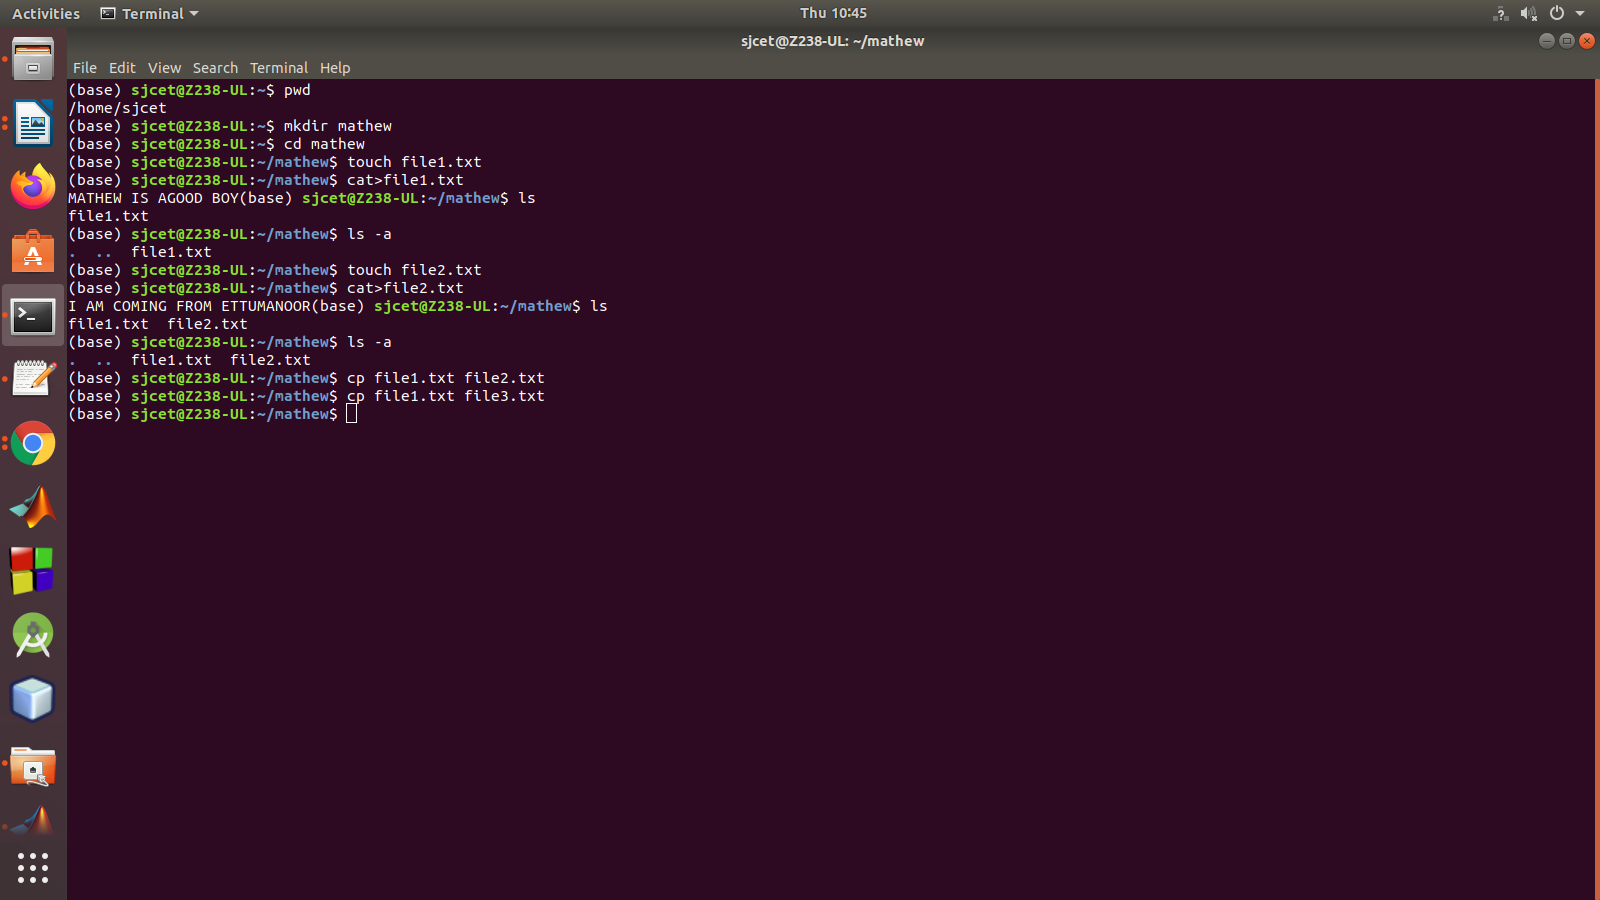 Activities Terminal Thu 10:45
sjcet@Z238-UL: ~/mathew
File Edit View Search Terminal Help
(base) sjcet@Z238-UL:~$ pwd
/home/sjcet
(base) sjcet@Z238-UL:~$ mkdir mathew
(base) sjcet@Z238-UL:~$ cd mathew
(base) sjcet@Z238-UL:~/mathew$ touch file1.txt
(base) sjcet@Z238-UL:~/mathew$ cat>file1.txt
MATHEW IS AGOOD BOY(base) sjcet@Z238-UL:~/mathew$ ls
file1.txt
(base) sjcet@Z238-UL:~/mathew$ ls -a
.  ..  file1.txt
(base) sjcet@Z238-UL:~/mathew$ touch file2.txt
(base) sjcet@Z238-UL:~/mathew$ cat>file2.txt
I AM COMING FROM ETTUMANOOR(base) sjcet@Z238-UL:~/mathew$ ls
file1.txt  file2.txt
(base) sjcet@Z238-UL:~/mathew$ ls -a
.  ..  file1.txt  file2.txt
(base) sjcet@Z238-UL:~/mathew$ cp file1.txt file2.txt
(base) sjcet@Z238-UL:~/mathew$ cp file1.txt file3.txt
(base) sjcet@Z238-UL:~/mathew$